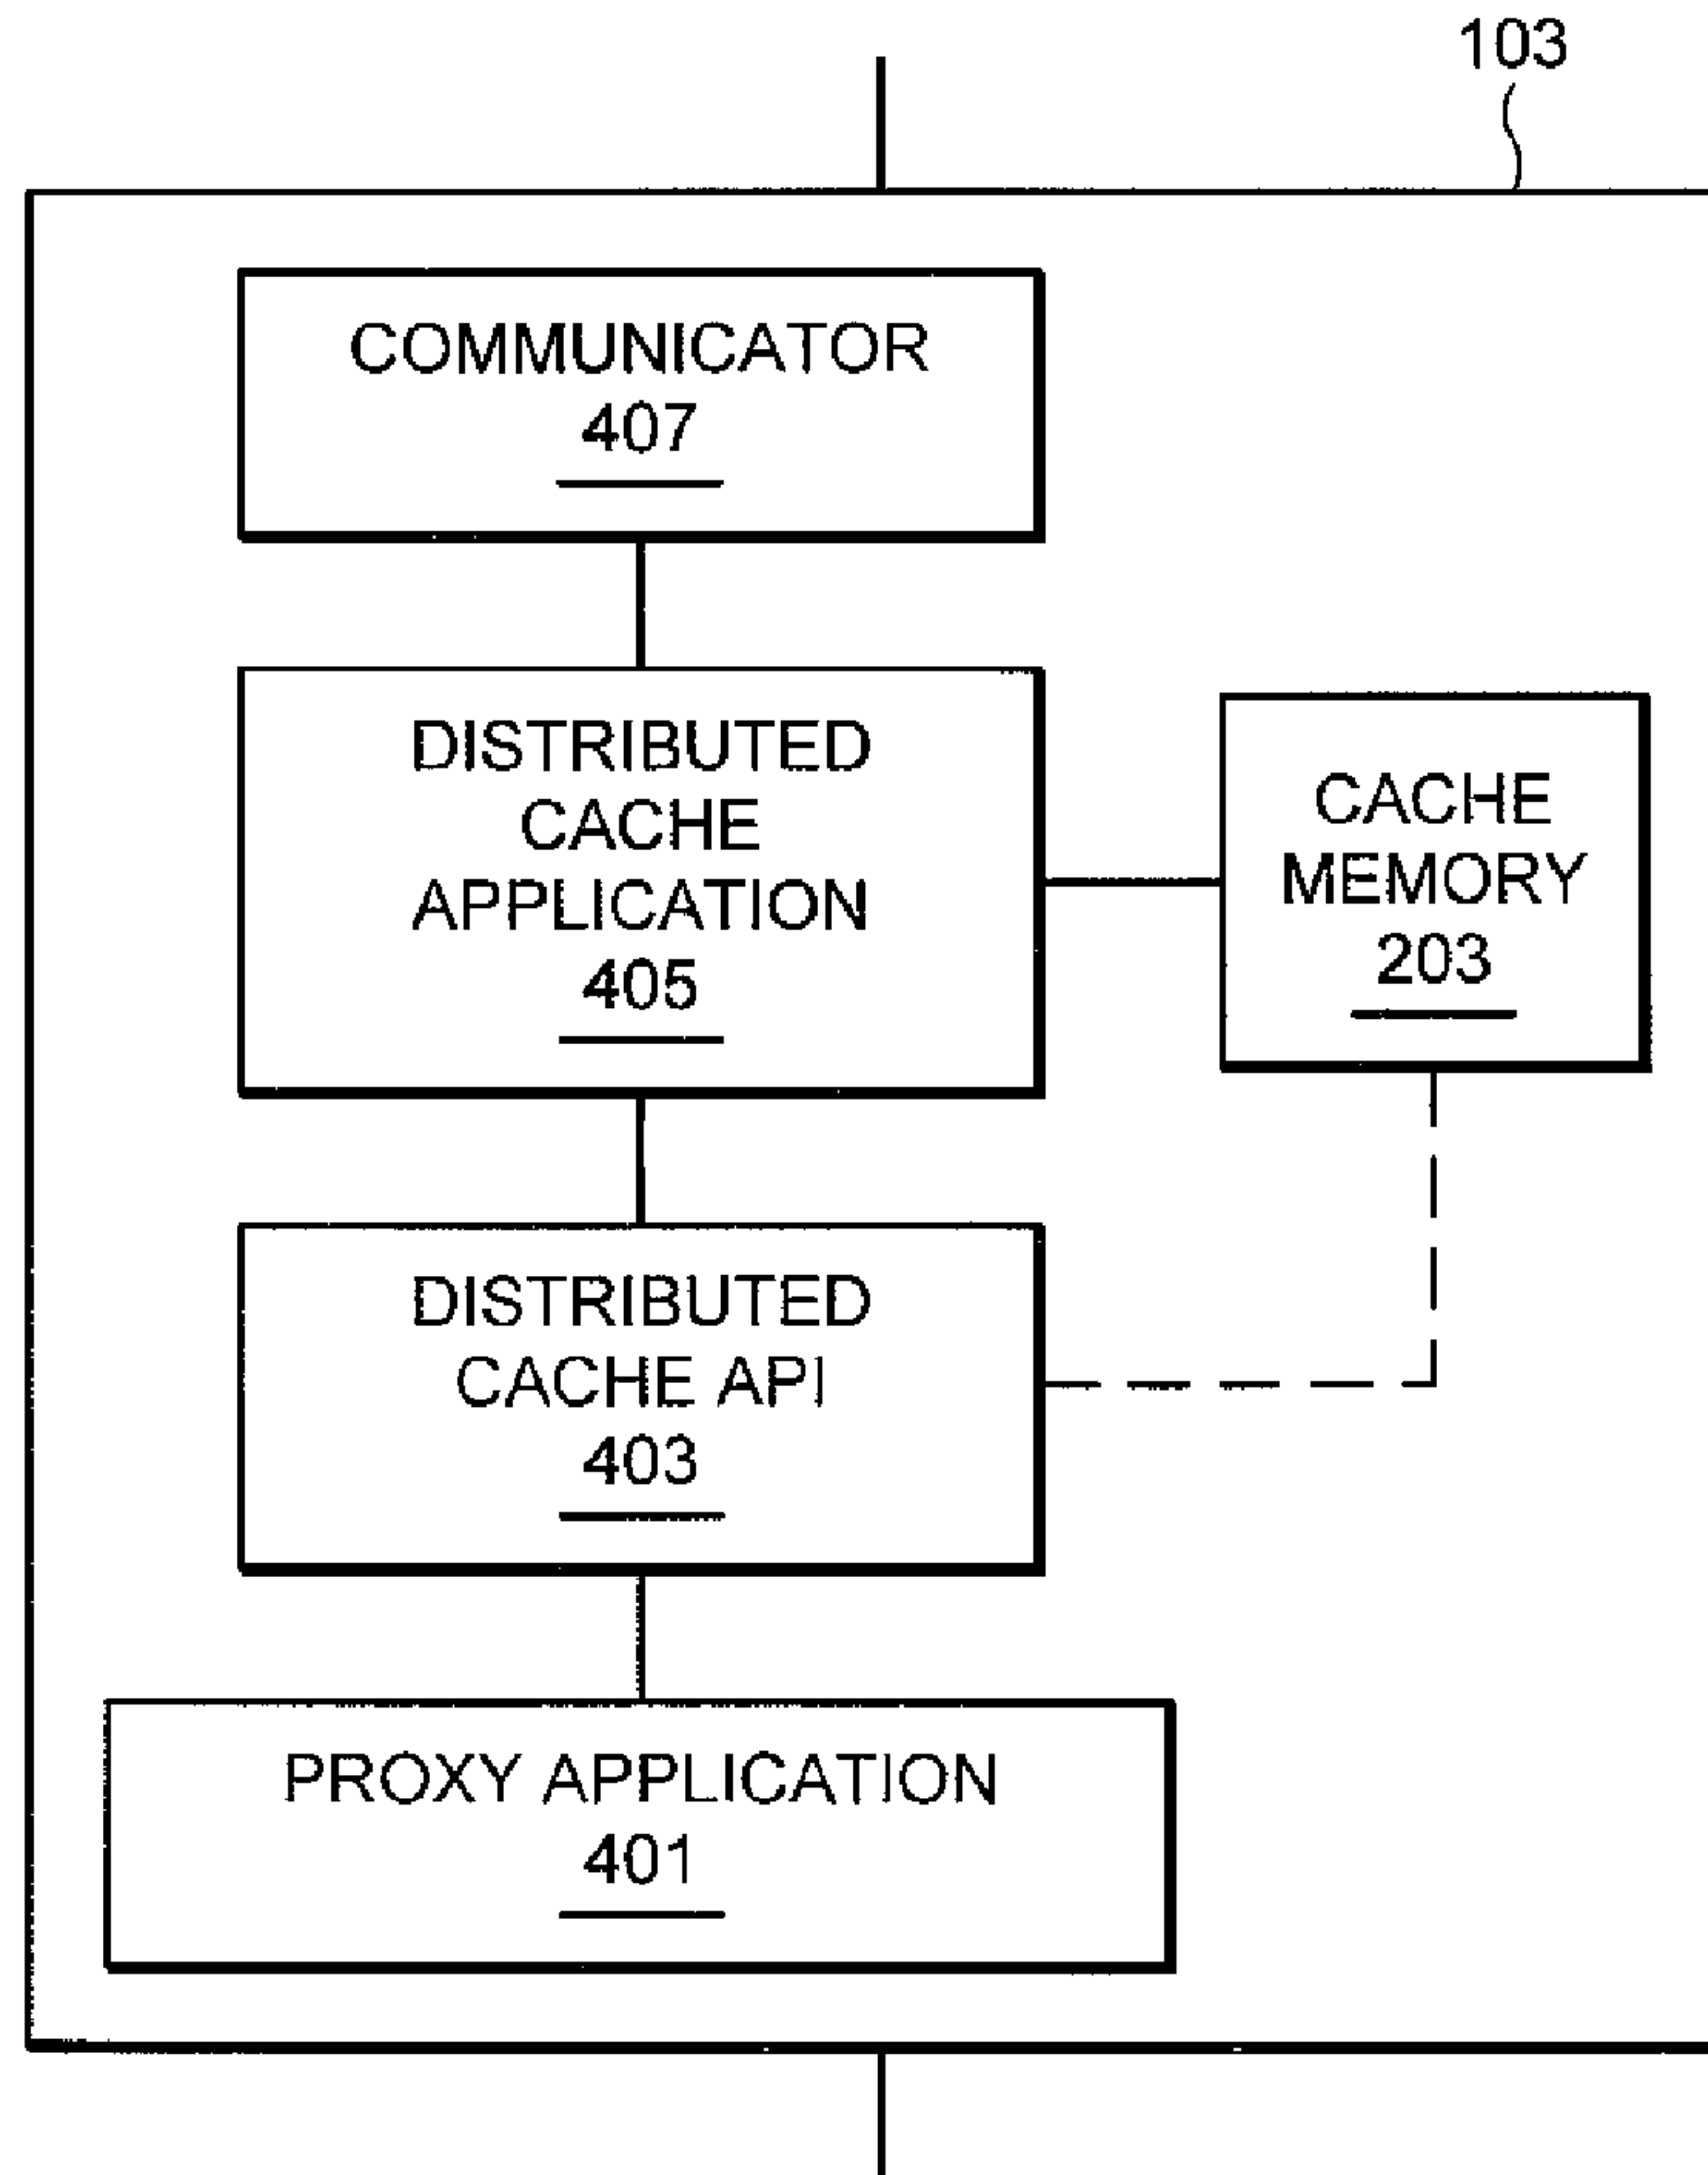 103
COMMUNICATOR
407
DISTRIBUTED
CACHE
APPLICATION
405
CACHE
MEMORY
203
DISTRIBUTED
CACHE API
403
PROXY APPLICATION
401